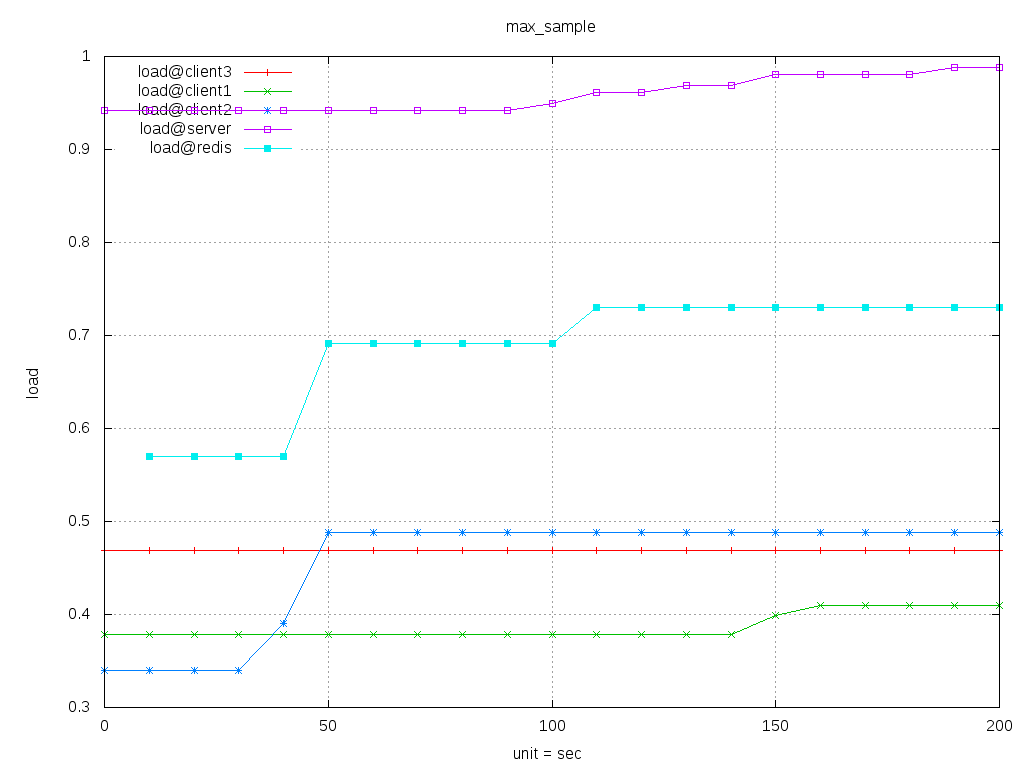 max_sample
1
0.9
0.8
0.7
0.6
0.5
0.4
0.3
load
load@client3
load@client1
load@client2
load@server
load@redis
0 50 100 150 200
unit = sec